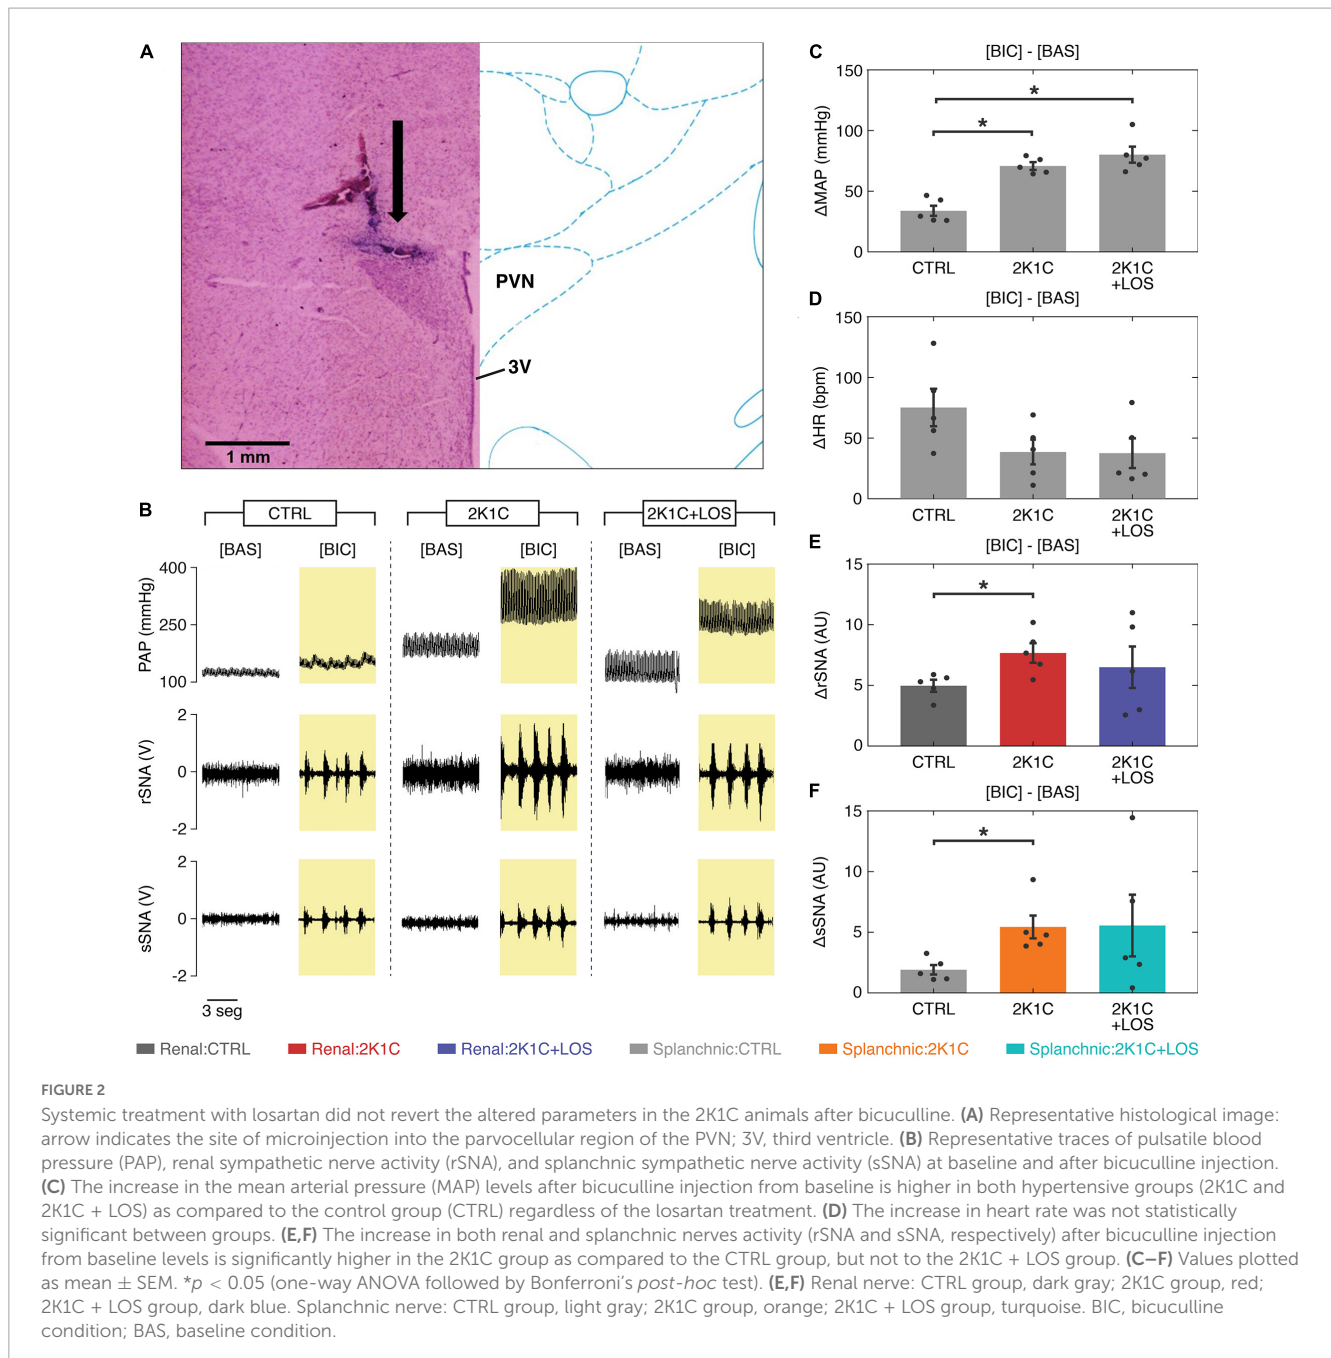 A
PVN
3V
1 mm
B
CTRL
2K1C
2K1C+LOS
[BAS]
[BIC]
[BAS]
[BIC]
[BAS]
[BIC]
PAP (mmHg)
400
250
100
rSNA (V)
2
0
-2
sSNA (V)
2
0
-2
3 seg
C
[BIC] - [BAS]
ΔMAP (mmHg)
150
100
50
0
*
*
CTRL
2K1C
2K1C
+LOS
D
[BIC] - [BAS]
ΔHR (bpm)
150
100
50
0
CTRL
2K1C
2K1C
+LOS
E
[BIC] - [BAS]
ΔrSNA (AU)
15
10
5
0
*
CTRL
2K1C
2K1C
+LOS
F
[BIC] - [BAS]
ΔsSNA (AU)
15
10
5
0
*
CTRL
2K1C
2K1C
+LOS
Renal:CTRL Renal:2K1C Renal:2K1C+LOS Splanchnic:CTRL Splanchnic:2K1C Splanchnic:2K1C+LOS
FIGURE 2
Systemic treatment with losartan did not revert the altered parameters in the 2K1C animals after bicuculline. (A) Representative histological image:
arrow indicates the site of microinjection into the parvocellular region of the PVN; 3V, third ventricle. (B) Representative traces of pulsatile blood
pressure (PAP), renal sympathetic nerve activity (rSNA), and splanchnic sympathetic nerve activity (sSNA) at baseline and after bicuculline injection.
(C) The increase in the mean arterial pressure (MAP) levels after bicuculline injection from baseline is higher in both hypertensive groups (2K1C and
2K1C + LOS) as compared to the control group (CTRL) regardless of the losartan treatment. (D) The increase in heart rate was not statistically
significant between groups. (E,F) The increase in both renal and splanchnic nerves activity (rSNA and sSNA, respectively) after bicuculline injection
from baseline levels is significantly higher in the 2K1C group as compared to the CTRL group, but not to the 2K1C + LOS group. (C–F) Values plotted
as mean ± SEM. *p < 0.05 (one-way ANOVA followed by Bonferroni's post-hoc test). (E,F) Renal nerve: CTRL group, dark gray; 2K1C group, red;
2K1C + LOS group, dark blue. Splanchnic nerve: CTRL group, light gray; 2K1C group, orange; 2K1C + LOS group, turquoise. BIC, bicuculline
condition; BAS, baseline condition.